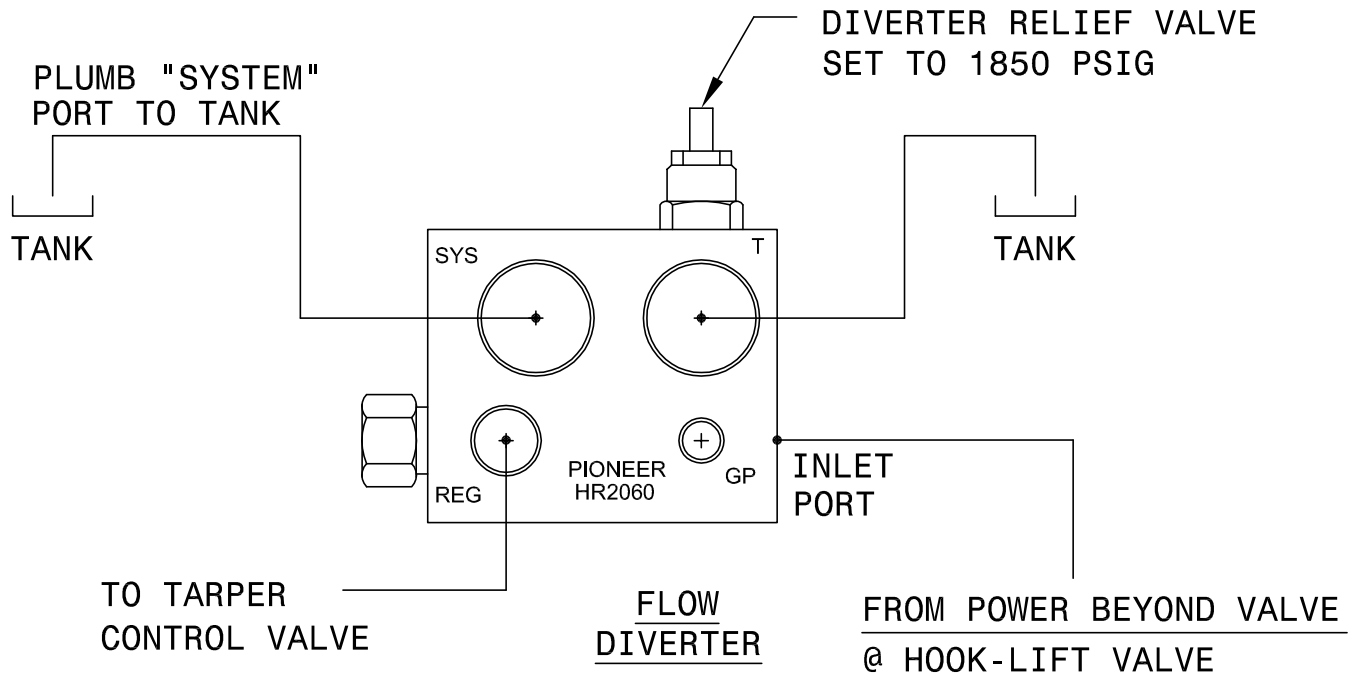 DIVERTER RELIEF VALVE
SET TO 1850 PSIG
PLUMB "SYSTEM"
PORT TO TANK
TANK
TANK
SYS
T
REG
PIONEER
HR2060
GP
INLET
PORT
TO TARPER
CONTROL VALVE
FLOW
DIVERTER
FROM POWER BEYOND VALVE
@ HOOK-LIFT VALVE